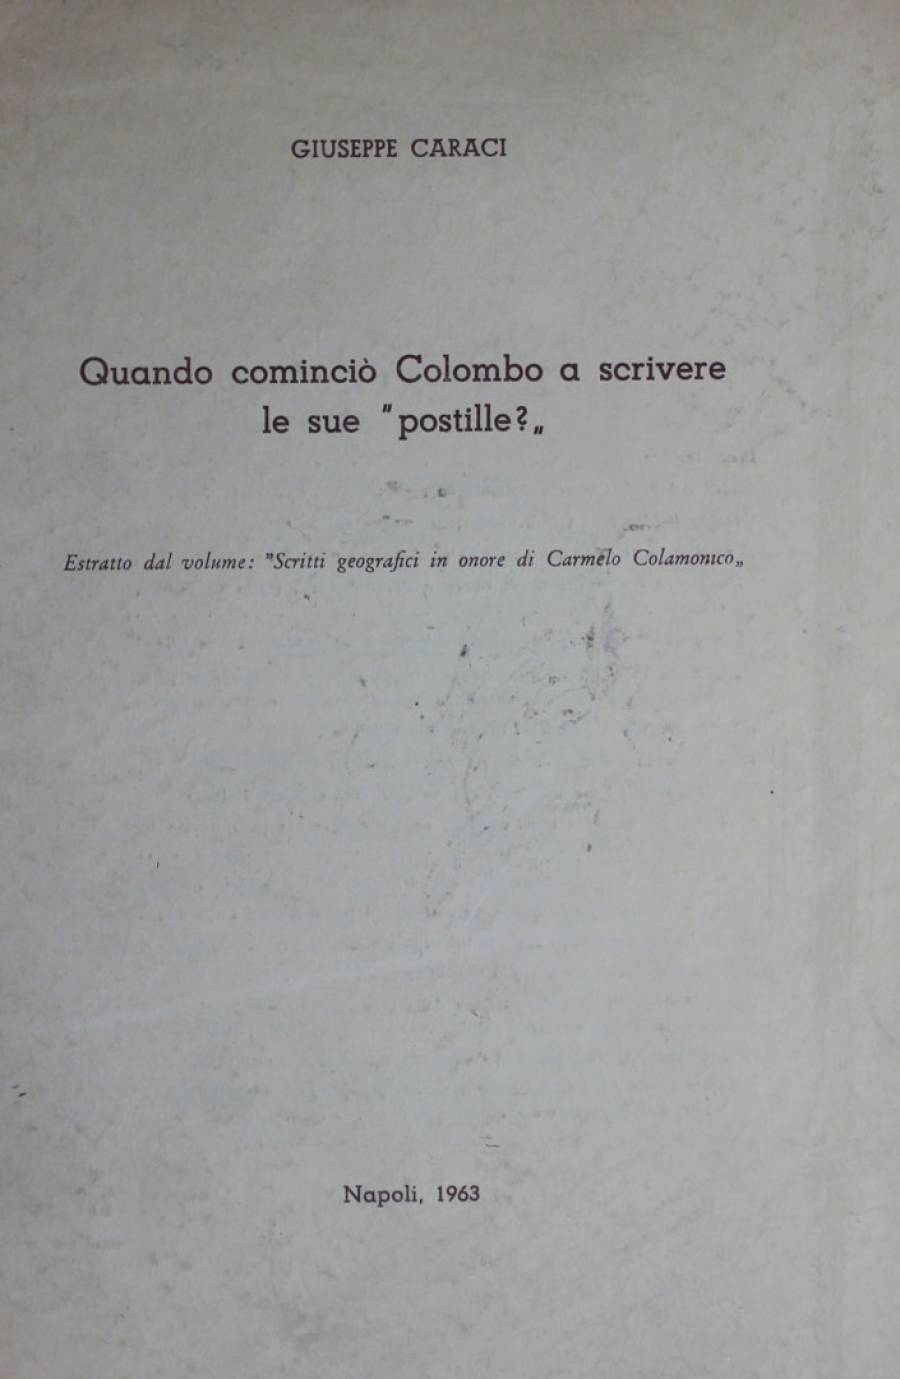 GIUSEPPE CARACI
Quando cominciò Colombo a scrivere
le sue "postille?„
Estratto dal volume: "Scritti geografici in onore di Carmelo Colamonico„
Napoli, 1963